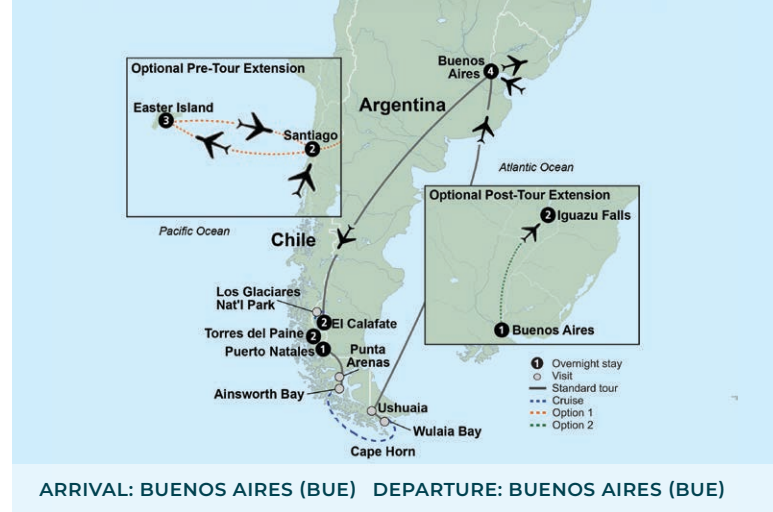 Optional Pre-Tour Extension
Easter Island
3
Santiago
2
Buenos
Aires
4
Argentina
Atlantic Ocean
Optional Post-Tour Extension
2
Iguazu Falls
1
Buenos Aires
Pacific Ocean
Chile
Los Glaciares
Nat'l Park
2
El Calafate
Torres del Paine
2
Puerto Natales
1
Punta
Arenas
Ainsworth Bay
Ushuaia
Wulaia Bay
Cape Horn
1 Overnight stay
Visit
Standard tour
Cruise
Option 1
Option 2
ARRIVAL: BUENOS AIRES (BUE) DEPARTURE: BUENOS AIRES (BUE)